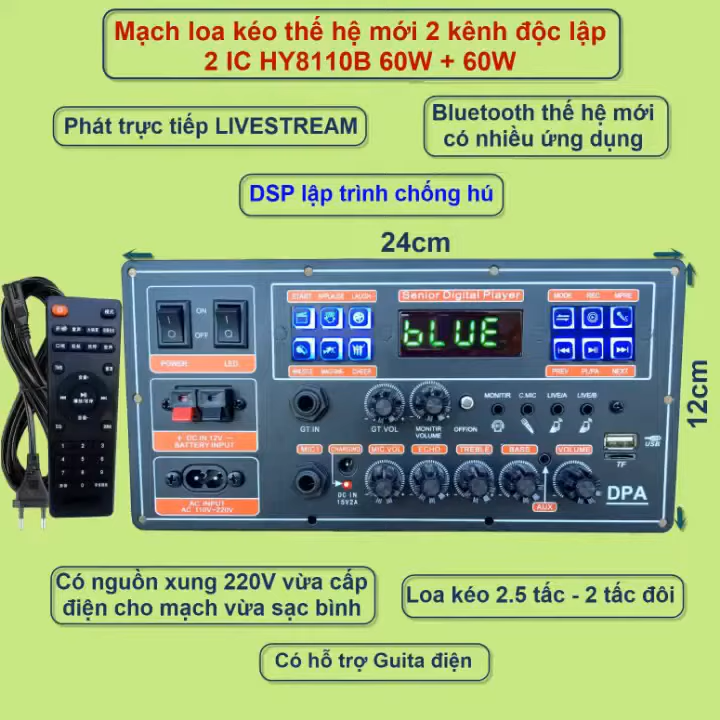 Mạch loa kéo thế hệ mới 2 kênh độc lập
2 IC HY8110B 60W + 60W
Phát trực tiếp LIVESTREAM
Bluetooth thế hệ mới
có nhiều ứng dụng
DSP lập trình chống hú
24cm
12cm
ON
OFF
POWER
LED
START APPLAUSE LAUGH
Senior Digital Player
bLUE
MODE REC MPRE
PREV PL/PA NEXT
+ DC IN 12V −
BATTERY INPUT
GT IN
GT VOL
MONITIR
VOLUME
OFF/ON
MONITIR C.MIC LIVE/A LIVE/B
USB
TF
AC INPUT
AC 110V~220V
MIC1
CHARGING
DC IN
15V2A
MIC.VOL ECHO TREBLE BASS VOLUME
AUX
DPA
Có nguồn xung 220V vừa cấp
điện cho mạch vừa sạc bình
Loa kéo 2.5 tấc - 2 tấc đôi
Có hỗ trợ Guita điện